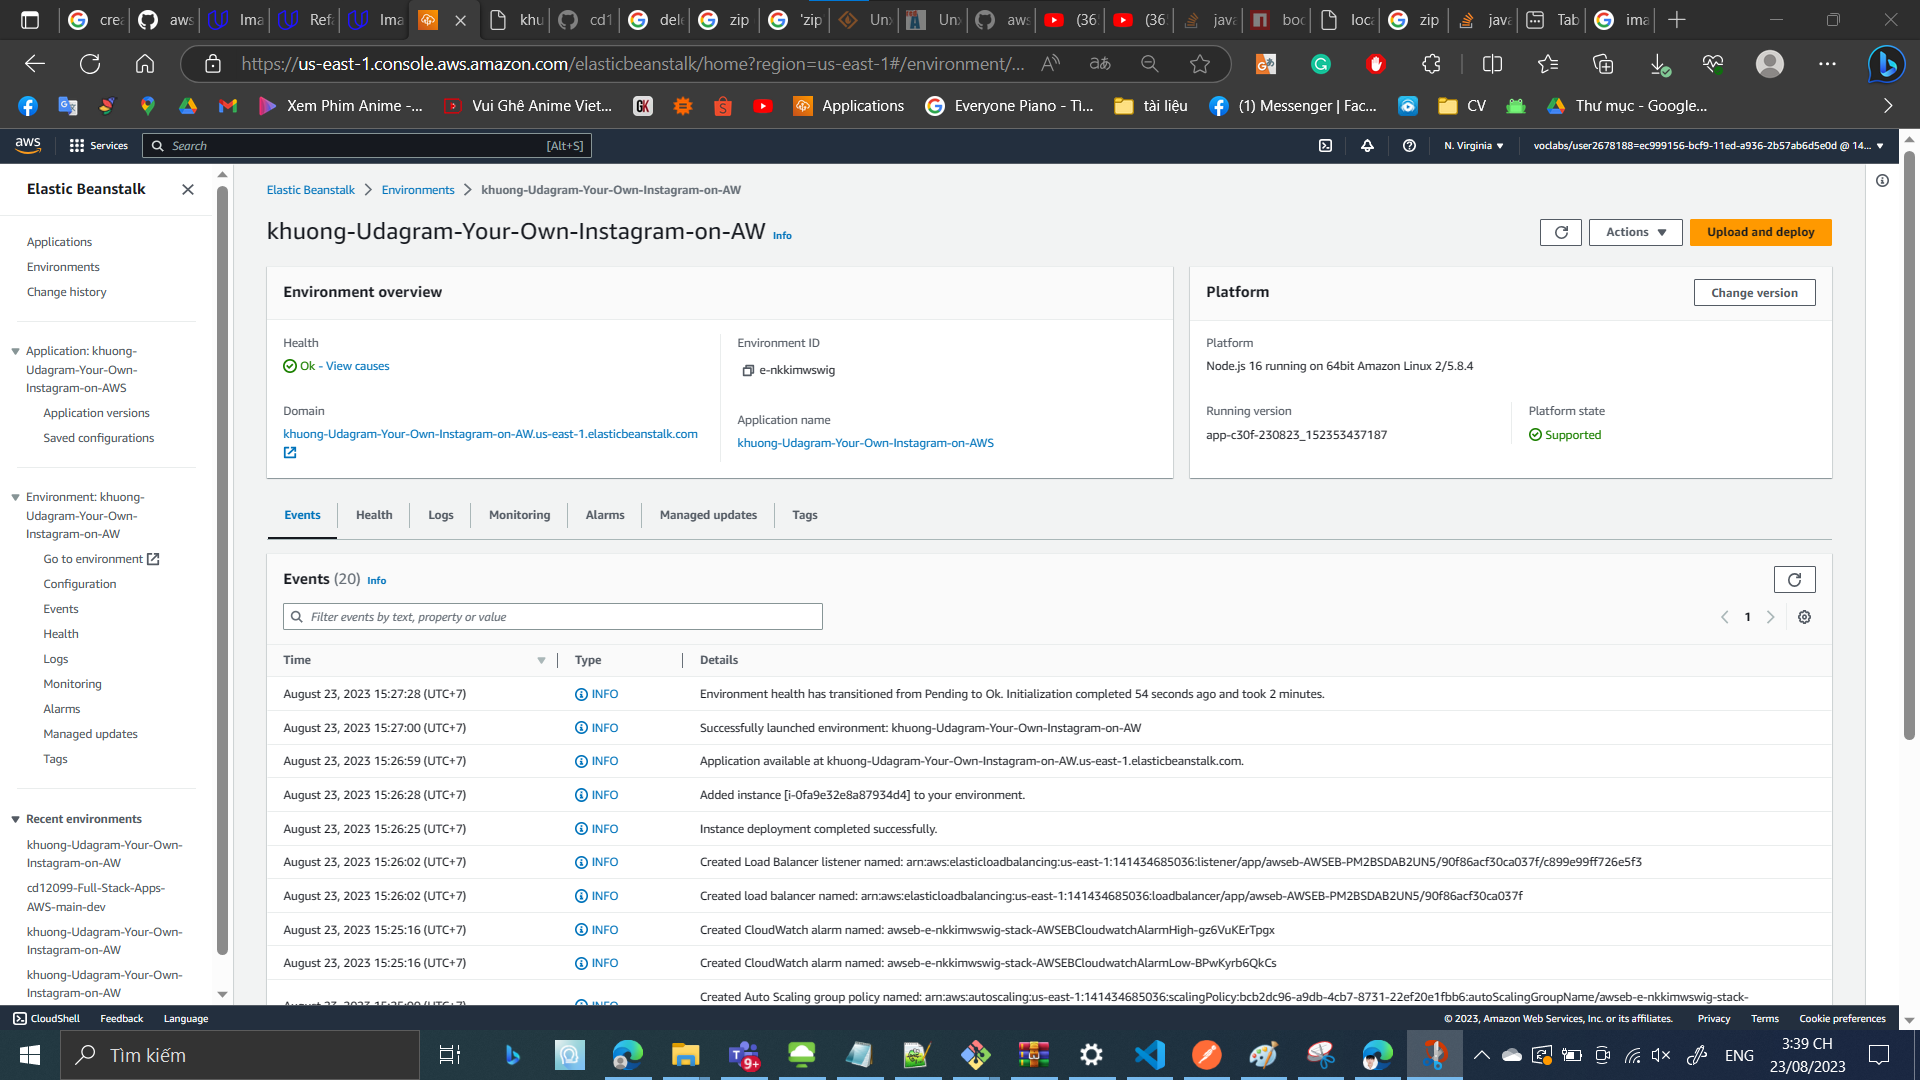 crea
aws
Ima
Refa
Ima
khu
cd1
dele
zip
'zip
Unx
Unx
aws
(36
(36
java
boc
loca
zip
java
Tab
ima
https://us-east-1.console.aws.amazon.com/elasticbeanstalk/home?region=us-east-1#/environment/...
Xem Phim Anime -...
Vui Ghê Anime Viet...
Applications
Everyone Piano - Tì...
tài liệu
(1) Messenger | Fac...
CV
Thư mục - Google...
aws
Services
Search
[Alt+S]
N. Virginia
voclabs/user2678188=ec999156-bcf9-11ed-a936-2b57ab6d5e0d @ 14...
Elastic Beanstalk
Applications
Environments
Change history
Application: khuong-
Udagram-Your-Own-
Instagram-on-AWS
Application versions
Saved configurations
Environment: khuong-
Udagram-Your-Own-
Instagram-on-AW
Go to environment
Configuration
Events
Health
Logs
Monitoring
Alarms
Managed updates
Tags
Recent environments
khuong-Udagram-Your-Own-
Instagram-on-AW
cd12099-Full-Stack-Apps-
AWS-main-dev
khuong-Udagram-Your-Own-
Instagram-on-AW
khuong-Udagram-Your-Own-
Instagram-on-AW
Elastic Beanstalk
Environments
khuong-Udagram-Your-Own-Instagram-on-AW
khuong-Udagram-Your-Own-Instagram-on-AW Info
Actions
Upload and deploy
Environment overview
Health
Ok - View causes
Environment ID
e-nkkimwswig
Domain
khuong-Udagram-Your-Own-Instagram-on-AW.us-east-1.elasticbeanstalk.com
Application name
khuong-Udagram-Your-Own-Instagram-on-AWS
Platform
Change version
Platform
Node.js 16 running on 64bit Amazon Linux 2/5.8.4
Running version
app-c30f-230823_152353437187
Platform state
Supported
Events
Health
Logs
Monitoring
Alarms
Managed updates
Tags
Events (20) Info
Filter events by text, property or value
1
Time Type Details
August 23, 2023 15:27:28 (UTC+7) INFO Environment health has transitioned from Pending to Ok. Initialization completed 54 seconds ago and took 2 minutes.
August 23, 2023 15:27:00 (UTC+7) INFO Successfully launched environment: khuong-Udagram-Your-Own-Instagram-on-AW
August 23, 2023 15:26:59 (UTC+7) INFO Application available at khuong-Udagram-Your-Own-Instagram-on-AW.us-east-1.elasticbeanstalk.com.
August 23, 2023 15:26:28 (UTC+7) INFO Added instance [i-0fa9e32e8a87934d4] to your environment.
August 23, 2023 15:26:25 (UTC+7) INFO Instance deployment completed successfully.
August 23, 2023 15:26:02 (UTC+7) INFO Created Load Balancer listener named: arn:aws:elasticloadbalancing:us-east-1:141434685036:listener/app/awseb-AWSEB-PM2BSDAB2UN5/90f86acf30ca037f/c899e99ff726e5f3
August 23, 2023 15:26:02 (UTC+7) INFO Created load balancer named: arn:aws:elasticloadbalancing:us-east-1:141434685036:loadbalancer/app/awseb-AWSEB-PM2BSDAB2UN5/90f86acf30ca037f
August 23, 2023 15:25:16 (UTC+7) INFO Created CloudWatch alarm named: awseb-e-nkkimwswig-stack-AWSEBCloudwatchAlarmHigh-gz6VuKErTpgx
August 23, 2023 15:25:16 (UTC+7) INFO Created CloudWatch alarm named: awseb-e-nkkimwswig-stack-AWSEBCloudwatchAlarmLow-BPwKyrb6QkCs
August 23, 2023 15:25:00 (UTC+7) INFO Created Auto Scaling group policy named: arn:aws:autoscaling:us-east-1:141434685036:scalingPolicy:bcb2dc96-a9db-4cb7-8731-22ef20e1fbb6:autoScalingGroupName/awseb-e-nkkimwswig-stack-
CloudShell
Feedback
Language
© 2023, Amazon Web Services, Inc. or its affiliates.
Privacy
Terms
Cookie preferences
Tìm kiếm
9+
ENG
3:39 CH
23/08/2023